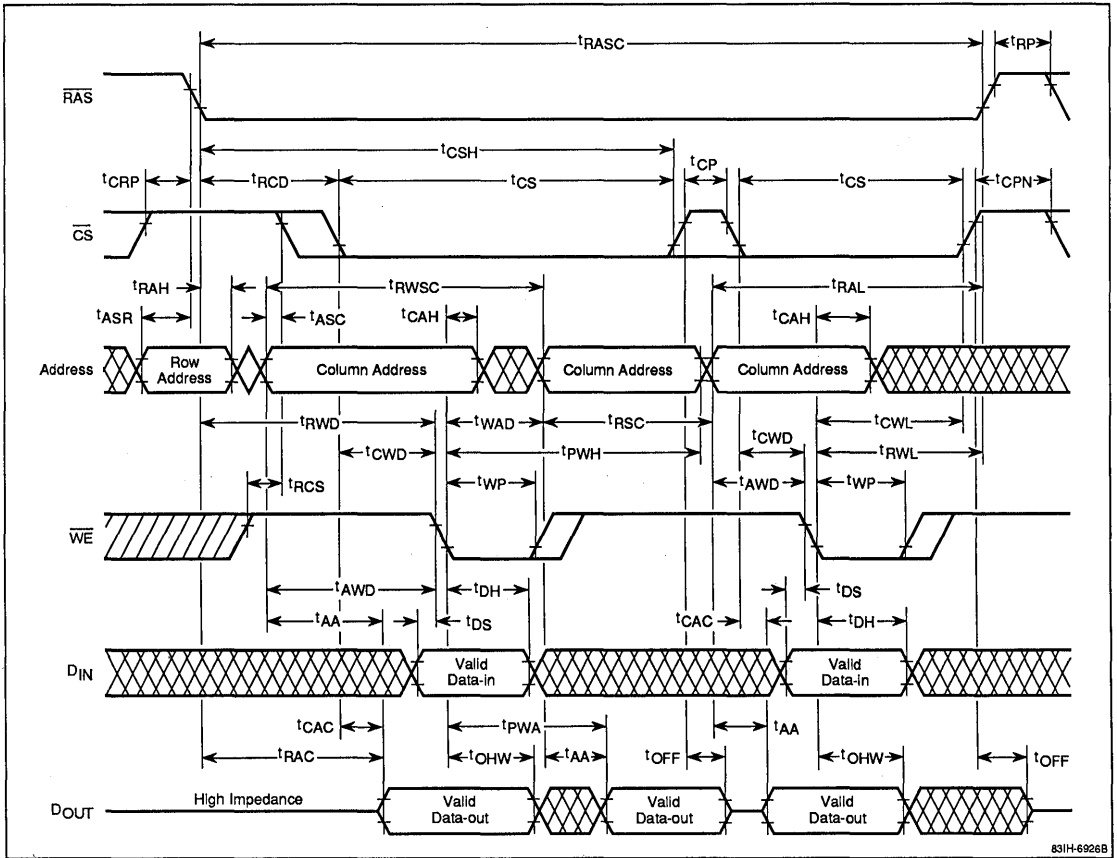 tRASC
tRP
RAS
tCSH
tCP
tCRP
tRCD
tCS
tCS
tCPN
CS
tRAH
tRWSC
tRAL
tASR
tASC
tCAH
tCAH
Address
Row Address
Column Address
Column Address
Column Address
tRWD
tWAD
tRSC
tCWL
tCWD
tPWH
tCWD
tRWL
tRCS
tWP
tAWD
tWP
WE
tAWD
tDH
tDS
tAA
tDS
tCAC
tDH
DIN
Valid Data-in
Valid Data-in
tCAC
tPWA
tAA
tRAC
tOHW
tAA
tOFF
tOHW
tOFF
DOUT
High Impedance
Valid Data-out
Valid Data-out
Valid Data-out
83IH-6926B